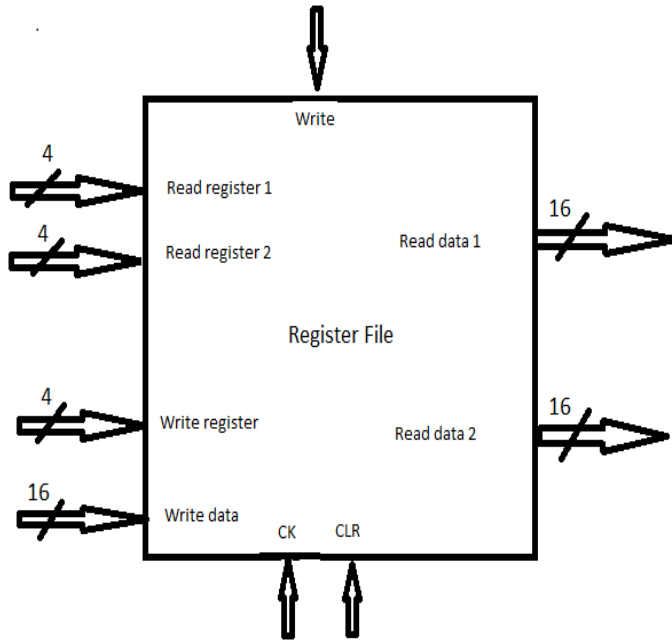 Write
4
Read register 1
4
Read register 2
16
Read data 1
Register File
4
Write register
16
Read data 2
16
Write data
CK
CLR